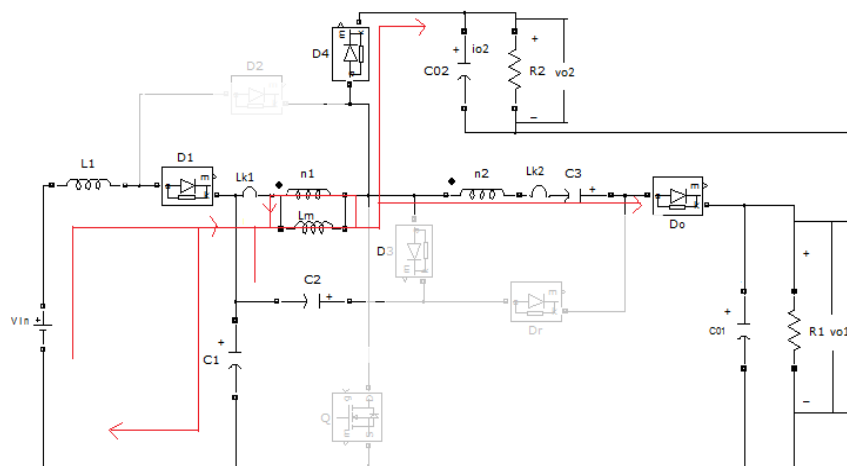 D4
m
io2
D2
+
C02
R2
+
vo2
−
L1
D1
m
Lk1
n1
n2
Lk2
C3
+
m
Lm
Do
D3
C2
+
m
Dr
Vin
+
+
C1
+
C01
+
R1
vo1
−
Q